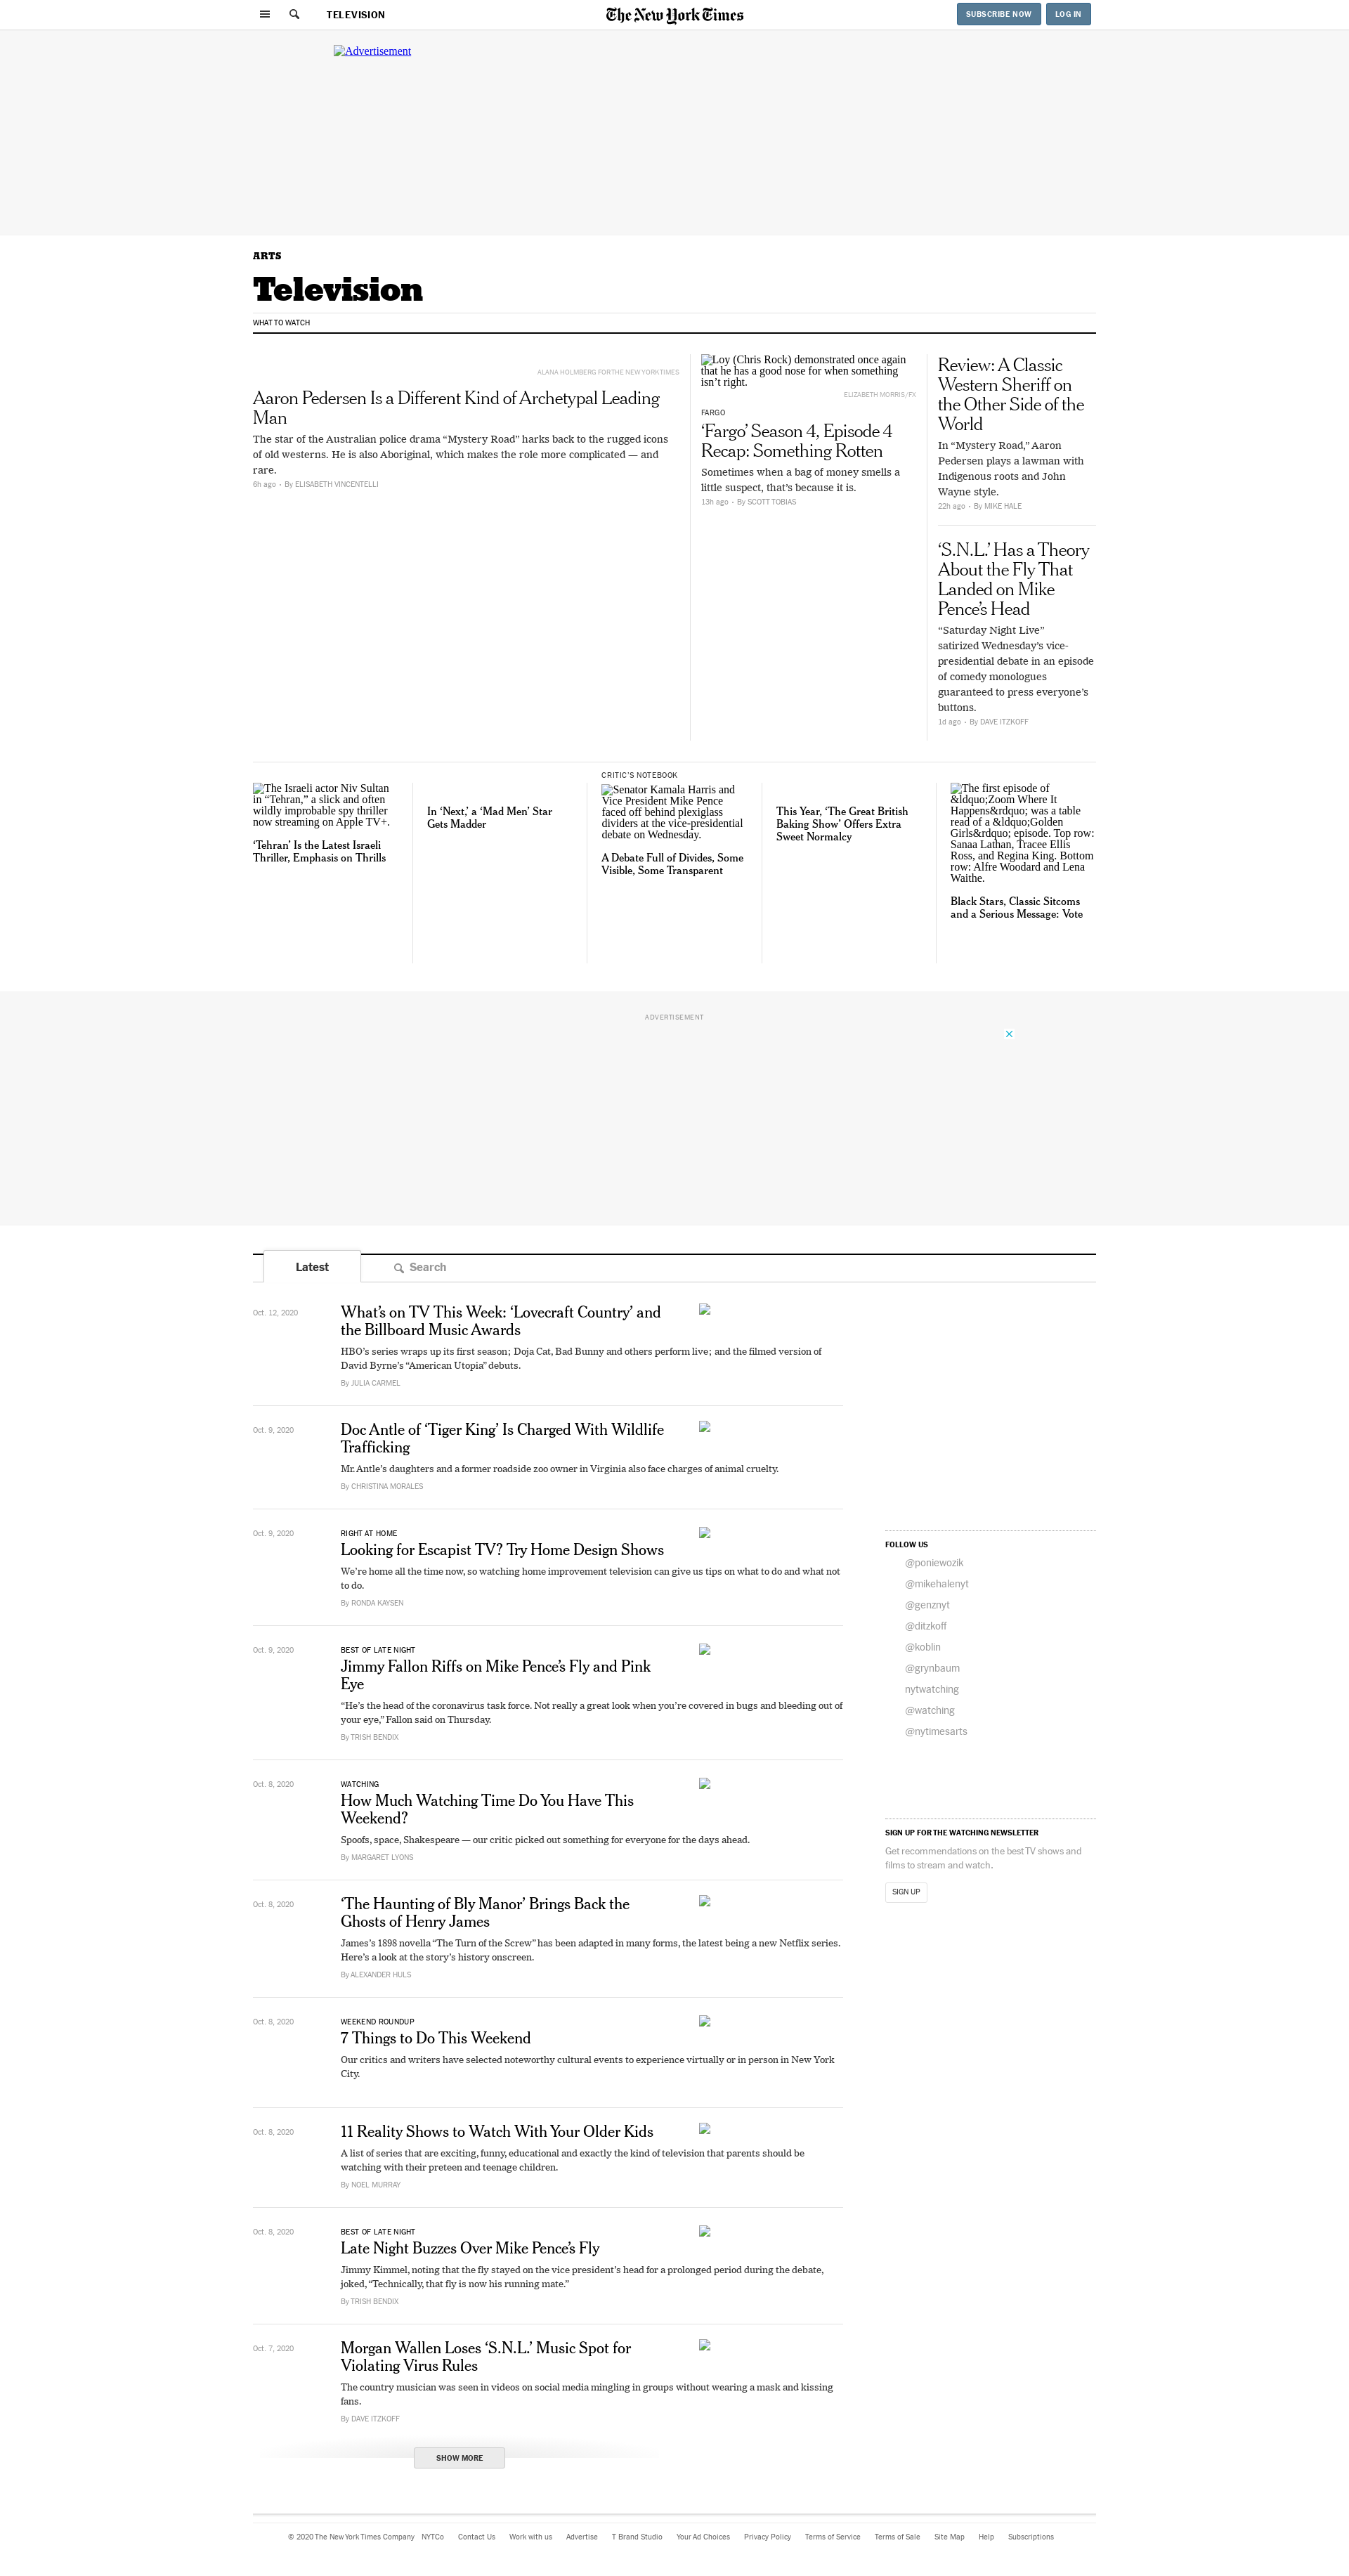 TELEVISION
The New York Times
SUBSCRIBE NOW
LOG IN
Advertisement
ARTS
Television
WHAT TO WATCH
ALANA HOLMBERG FOR THE NEW YORK TIMES
Aaron Pedersen Is a Different Kind of Archetypal Leading
Man
The star of the Australian police drama “Mystery Road” harks back to the rugged icons
of old westerns. He is also Aboriginal, which makes the role more complicated — and
rare.
6h ago • By ELISABETH VINCENTELLI
Loy (Chris Rock) demonstrated once again
that he has a good nose for when something
isn’t right.
ELIZABETH MORRIS/FX
FARGO
‘Fargo’ Season 4, Episode 4
Recap: Something Rotten
Sometimes when a bag of money smells a
little suspect, that’s because it is.
13h ago • By SCOTT TOBIAS
Review: A Classic
Western Sheriff on
the Other Side of the
World
In “Mystery Road,” Aaron
Pedersen plays a lawman with
Indigenous roots and John
Wayne style.
22h ago • By MIKE HALE
‘S.N.L.’ Has a Theory
About the Fly That
Landed on Mike
Pence’s Head
“Saturday Night Live”
satirized Wednesday’s vice-
presidential debate in an episode
of comedy monologues
guaranteed to press everyone’s
buttons.
1d ago • By DAVE ITZKOFF
The Israeli actor Niv Sultan
in “Tehran,” a slick and often
wildly improbable spy thriller
now streaming on Apple TV+.
‘Tehran’ Is the Latest Israeli
Thriller, Emphasis on Thrills
In ‘Next,’ a ‘Mad Men’ Star
Gets Madder
CRITIC’S NOTEBOOK
Senator Kamala Harris and
Vice President Mike Pence
faced off behind plexiglass
dividers at the vice-presidential
debate on Wednesday.
A Debate Full of Divides, Some
Visible, Some Transparent
This Year, ‘The Great British
Baking Show’ Offers Extra
Sweet Normalcy
The first episode of
&ldquo;Zoom Where It
Happens&rdquo; was a table
read of a &ldquo;Golden
Girls&rdquo; episode. Top row:
Sanaa Lathan, Tracee Ellis
Ross, and Regina King. Bottom
row: Alfre Woodard and Lena
Waithe.
Black Stars, Classic Sitcoms
and a Serious Message: Vote
ADVERTISEMENT
Latest
Search
Oct. 12, 2020
What’s on TV This Week: ‘Lovecraft Country’ and
the Billboard Music Awards
HBO’s series wraps up its first season; Doja Cat, Bad Bunny and others perform live; and the filmed version of
David Byrne’s “American Utopia” debuts.
By JULIA CARMEL
Oct. 9, 2020
Doc Antle of ‘Tiger King’ Is Charged With Wildlife
Trafficking
Mr. Antle’s daughters and a former roadside zoo owner in Virginia also face charges of animal cruelty.
By CHRISTINA MORALES
Oct. 9, 2020
RIGHT AT HOME
Looking for Escapist TV? Try Home Design Shows
We’re home all the time now, so watching home improvement television can give us tips on what to do and what not
to do.
By RONDA KAYSEN
Oct. 9, 2020
BEST OF LATE NIGHT
Jimmy Fallon Riffs on Mike Pence’s Fly and Pink
Eye
“He’s the head of the coronavirus task force. Not really a great look when you’re covered in bugs and bleeding out of
your eye,” Fallon said on Thursday.
By TRISH BENDIX
Oct. 8, 2020
WATCHING
How Much Watching Time Do You Have This
Weekend?
Spoofs, space, Shakespeare — our critic picked out something for everyone for the days ahead.
By MARGARET LYONS
Oct. 8, 2020
‘The Haunting of Bly Manor’ Brings Back the
Ghosts of Henry James
James’s 1898 novella “The Turn of the Screw” has been adapted in many forms, the latest being a new Netflix series.
Here’s a look at the story’s history onscreen.
By ALEXANDER HULS
Oct. 8, 2020
WEEKEND ROUNDUP
7 Things to Do This Weekend
Our critics and writers have selected noteworthy cultural events to experience virtually or in person in New York
City.
Oct. 8, 2020
11 Reality Shows to Watch With Your Older Kids
A list of series that are exciting, funny, educational and exactly the kind of television that parents should be
watching with their preteen and teenage children.
By NOEL MURRAY
Oct. 8, 2020
BEST OF LATE NIGHT
Late Night Buzzes Over Mike Pence’s Fly
Jimmy Kimmel, noting that the fly stayed on the vice president’s head for a prolonged period during the debate,
joked, “Technically, that fly is now his running mate.”
By TRISH BENDIX
Oct. 7, 2020
Morgan Wallen Loses ‘S.N.L.’ Music Spot for
Violating Virus Rules
The country musician was seen in videos on social media mingling in groups without wearing a mask and kissing
fans.
By DAVE ITZKOFF
SHOW MORE
FOLLOW US
@poniewozik
@mikehalenyt
@genznyt
@ditzkoff
@koblin
@grynbaum
nytwatching
@watching
@nytimesarts
SIGN UP FOR THE WATCHING NEWSLETTER
Get recommendations on the best TV shows and
films to stream and watch.
SIGN UP
© 2020 The New York Times Company NYTCo Contact Us Work with us Advertise T Brand Studio Your Ad Choices Privacy Policy Terms of Service Terms of Sale Site Map Help Subscriptions